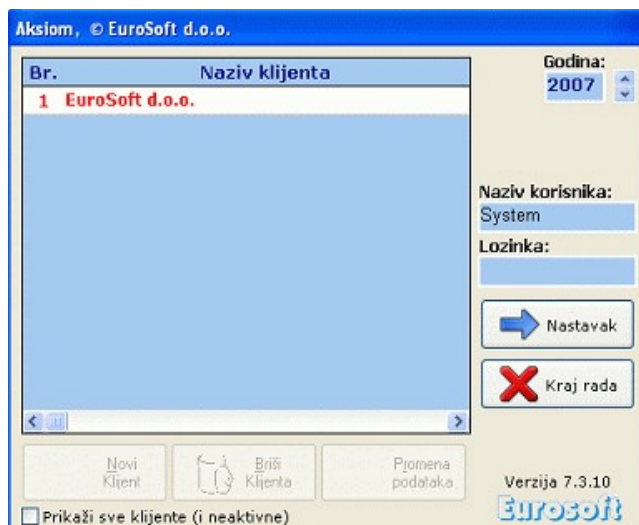 Aksiom, © EuroSoft d.o.o.
Br. Naziv klijenta
1 EuroSoft d.o.o.
Godina:
2007
Naziv korisnika:
System
Lozinka:
Nastavak
Kraj rada
Novi
Klijent
Briši
Klijenta
Promena
podataka
Verzija 7.3.10
Eurosoft
Prikaži sve klijente (i neaktivne)